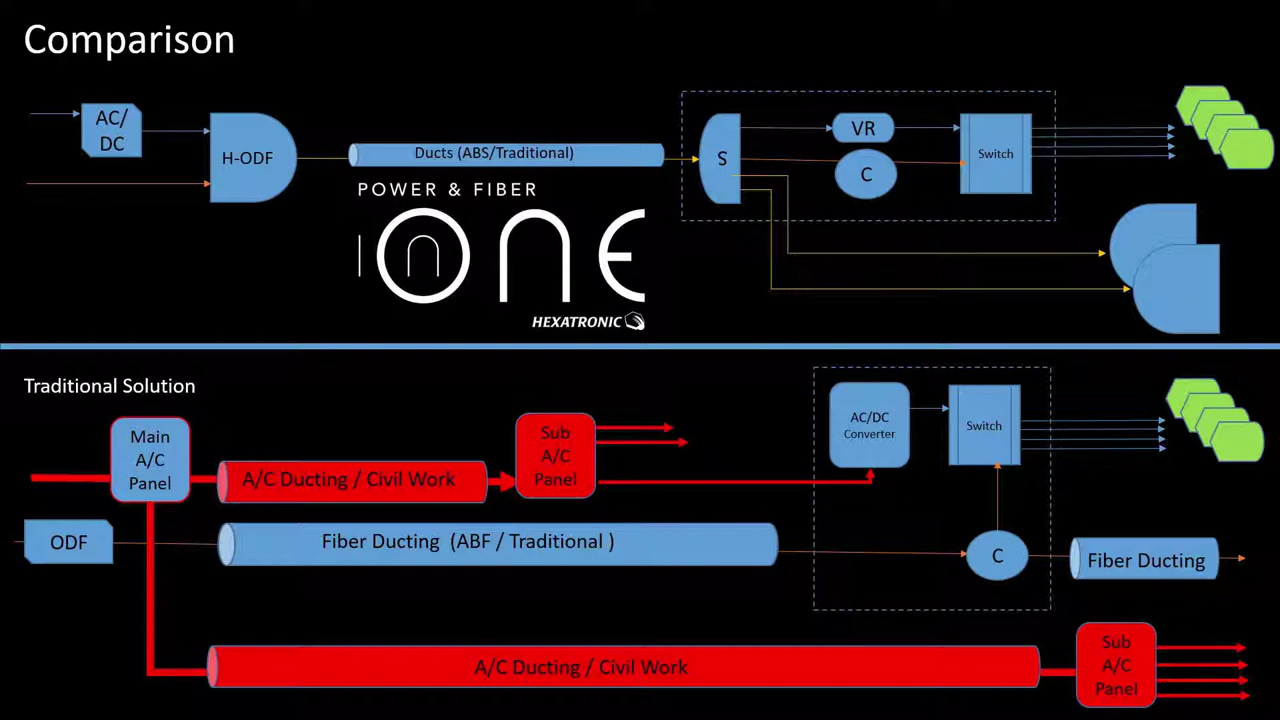 Comparison
AC/
DC
H-ODF
Ducts (ABS/Traditional)
S
VR
C
Switch
POWER & FIBER
ONE
HEXATRONIC
Traditional Solution
Main
A/C
Panel
A/C Ducting / Civil Work
Sub
A/C
Panel
AC/DC
Converter
Switch
ODF
Fiber Ducting (ABF / Traditional )
C
Fiber Ducting
A/C Ducting / Civil Work
Sub
A/C
Panel